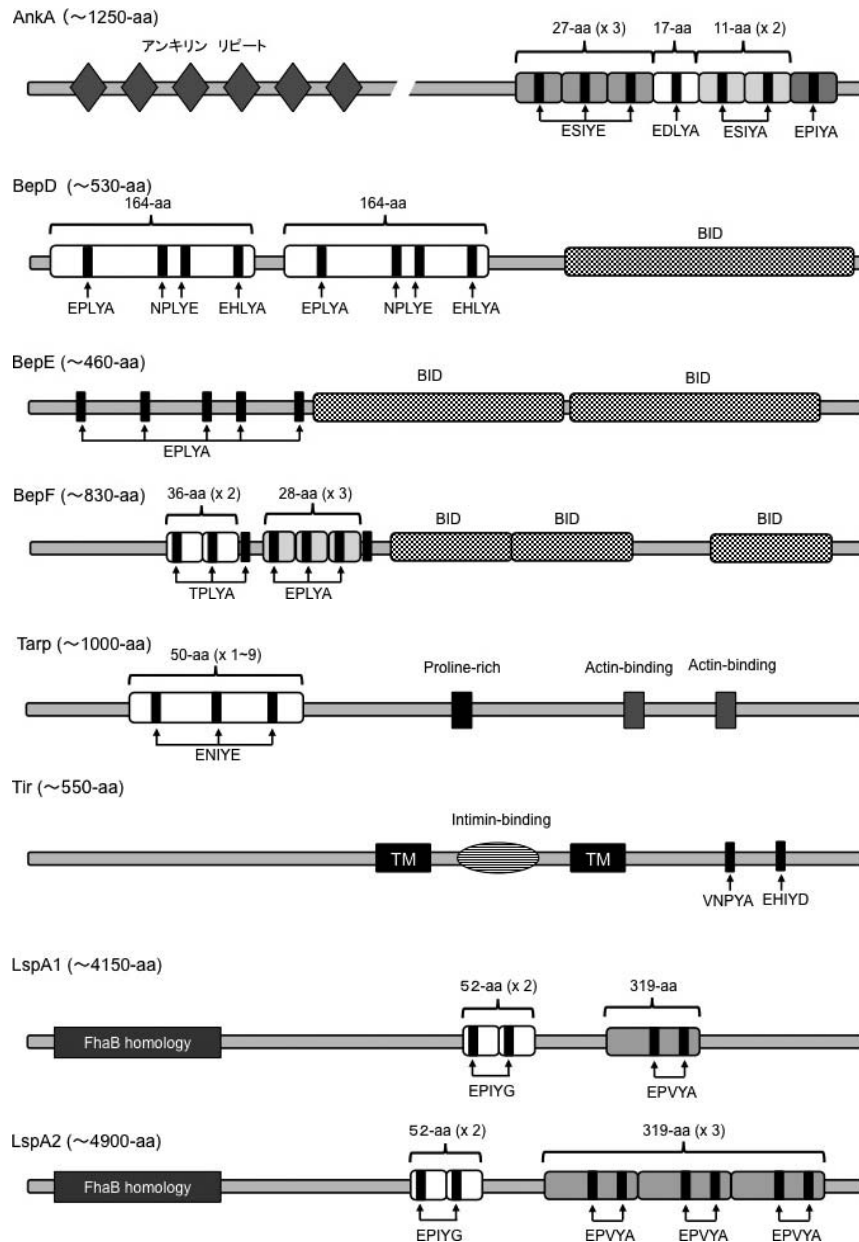 AnkA (～1250-aa)
アンキリン リピート
27-aa (x 3) 17-aa 11-aa (x 2)
ESIYE EDLYA ESIYA EPIYA
BepD (～530-aa)
164-aa 164-aa
BID
EPLYA NPLYE EHLYA EPLYA NPLYE EHLYA
BepE (～460-aa)
BID BID
EPLYA
BepF (～830-aa)
36-aa (x 2) 28-aa (x 3)
BID BID BID
TPLYA EPLYA
Tarp (～1000-aa)
50-aa (x 1~9)
Proline-rich Actin-binding Actin-binding
ENIYE
Tir (～550-aa)
Intimin-binding
TM TM
VNPYA EHIYD
LspA1 (～4150-aa)
52-aa (x 2) 319-aa
FhaB homology
EPIYG EPVYA
LspA2 (～4900-aa)
52-aa (x 2) 319-aa (x 3)
FhaB homology
EPIYG EPVYA EPVYA EPVYA